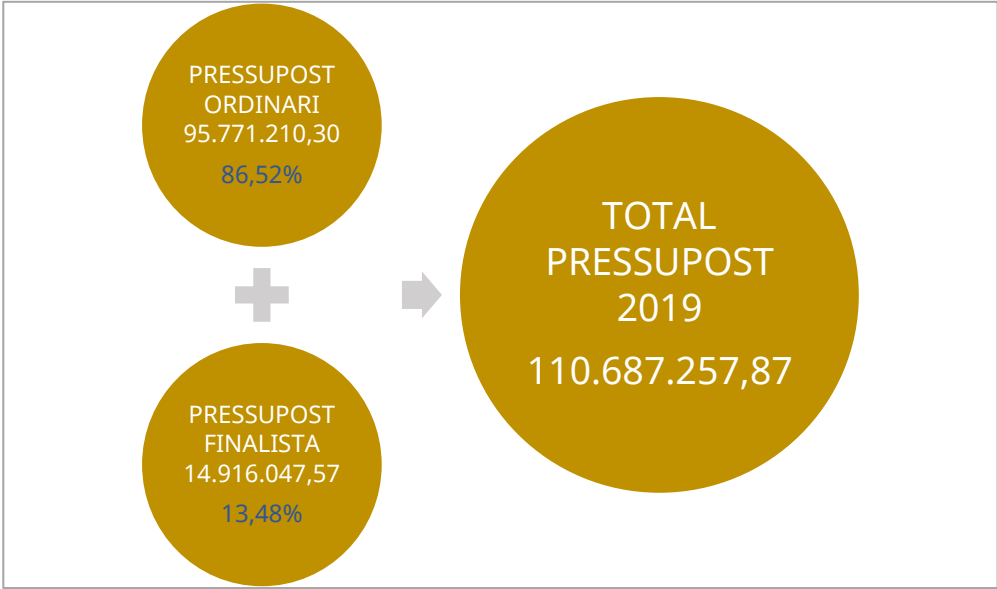 PRESSUPOST
ORDINARI
95.771.210,30
86,52%
PRESSUPOST
FINALISTA
14.916.047,57
13,48%
TOTAL
PRESSUPOST
2019
110.687.257,87